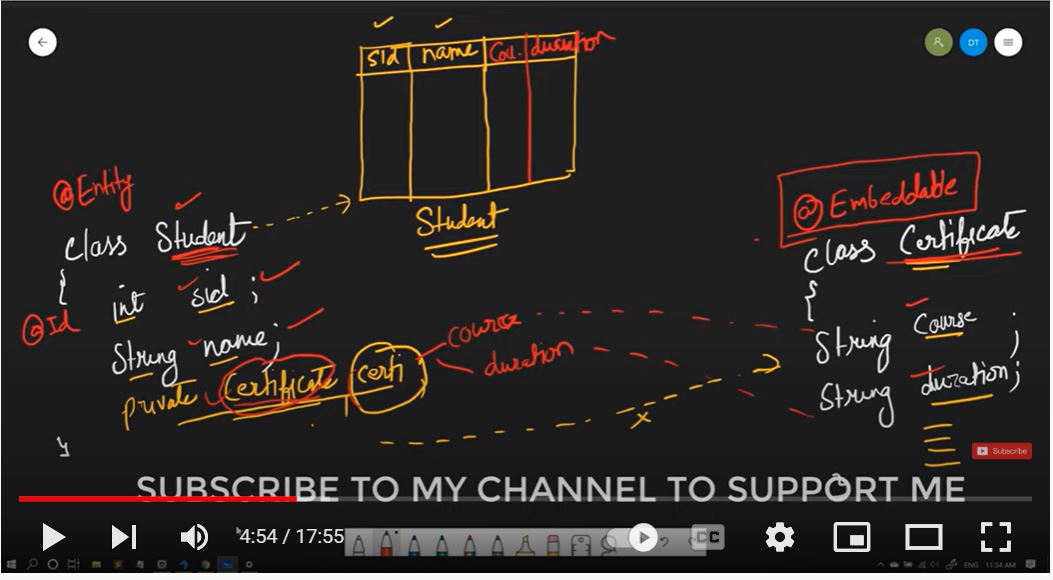 sid name Cou. duration
DT
@Entity
class Student
Student
@Embeddable
class Certificate
{
{
int sid;
@Id
String name;
course
duration
String course;
private Certificate certi
String duration;
x
}
Subscribe
SUBSCRIBE TO MY CHANNEL TO SUPPORT ME
4:54 / 17:55
CC
ENG 11:34 AM